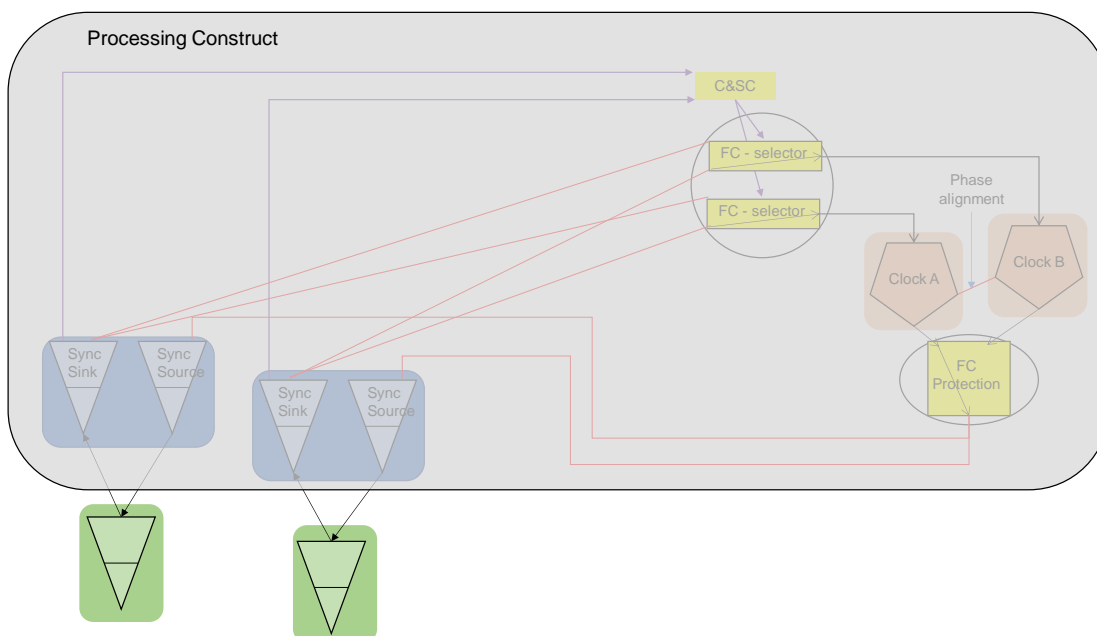 Processing Construct
C&SC
FC - selector
FC - selector
Phase
alignment
Clock A
Clock B
Sync
Sink
Sync
Source
Sync
Sink
Sync
Source
FC
Protection